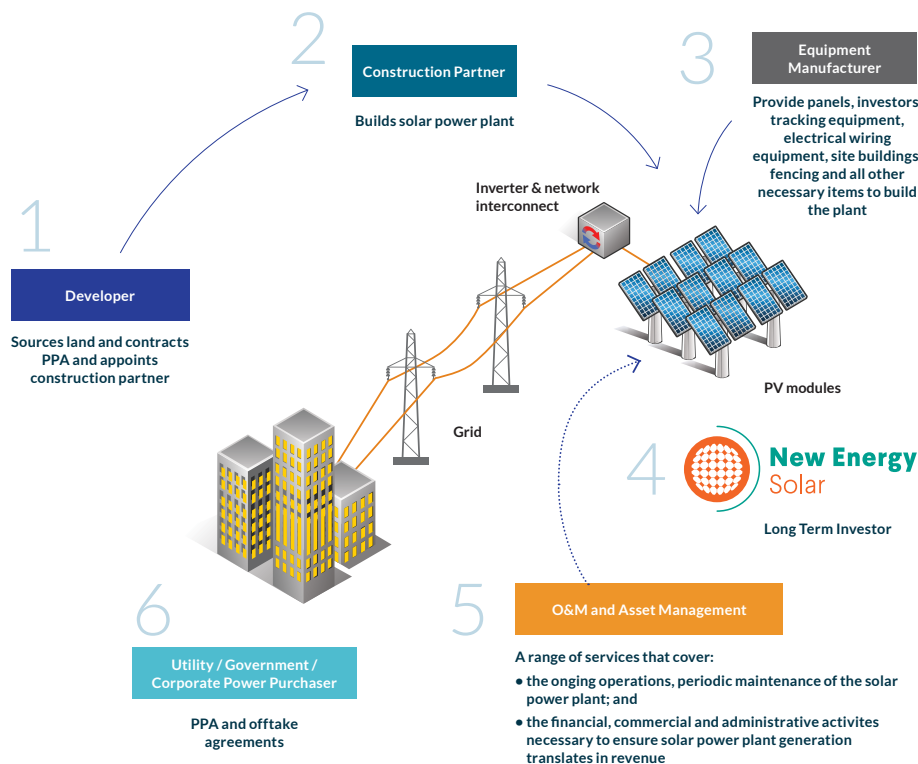 1
Developer
Sources land and contracts
PPA and appoints
construction partner
2
Construction Partner
Builds solar power plant
3
Equipment
Manufacturer
Provide panels, investors
tracking equipment,
electrical wiring
equipment, site buildings
fencing and all other
necessary items to build
the plant
Inverter & network
interconnect
PV modules
Grid
4
New Energy
Solar
Long Term Investor
5
O&M and Asset Management
A range of services that cover:
• the onging operations, periodic maintenance of the solar
power plant; and
• the financial, commercial and administrative activites
necessary to ensure solar power plant generation
translates in revenue
6
Utility / Government /
Corporate Power Purchaser
PPA and offtake
agreements